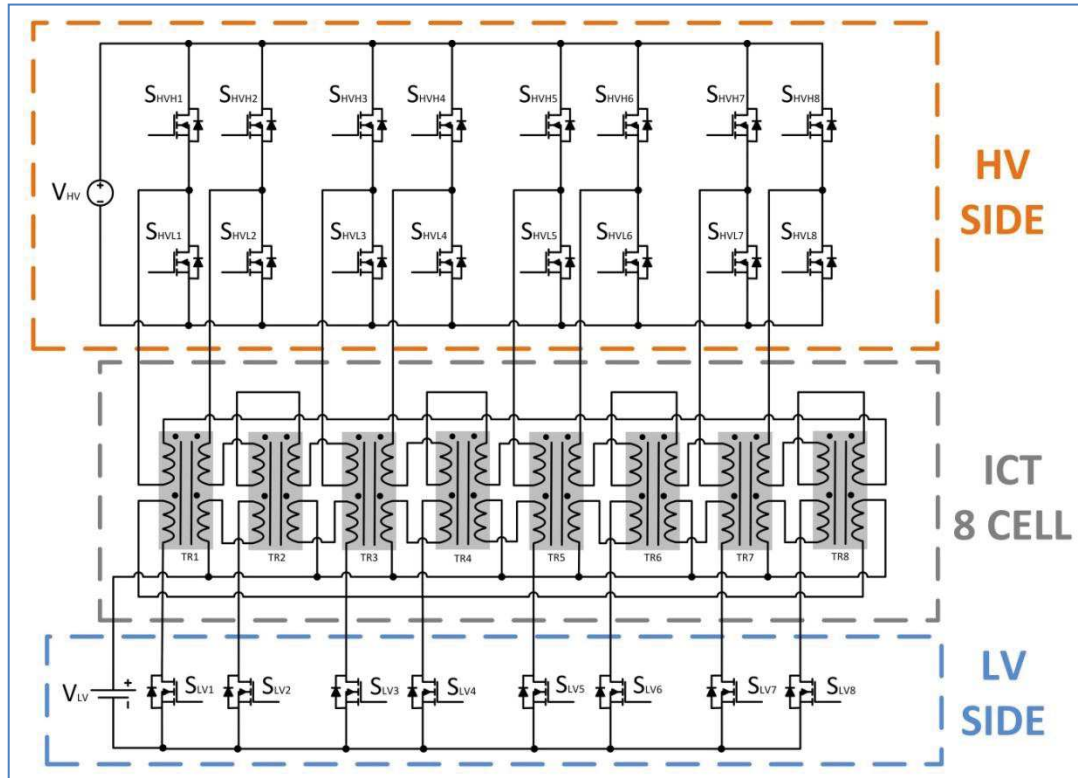 SHVH1 SHVH2 SHVH3 SHVH4 SHVH5 SHVH6 SHVH7 SHVH8
VHV
+
-
SHVL1 SHVL2 SHVL3 SHVL4 SHVL5 SHVL6 SHVL7 SHVL8
HV
SIDE
TR1 TR2 TR3 TR4 TR5 TR6 TR7 TR8
ICT
8 CELL
VLV
+
-
SLV1 SLV2 SLV3 SLV4 SLV5 SLV6 SLV7 SLV8
LV
SIDE